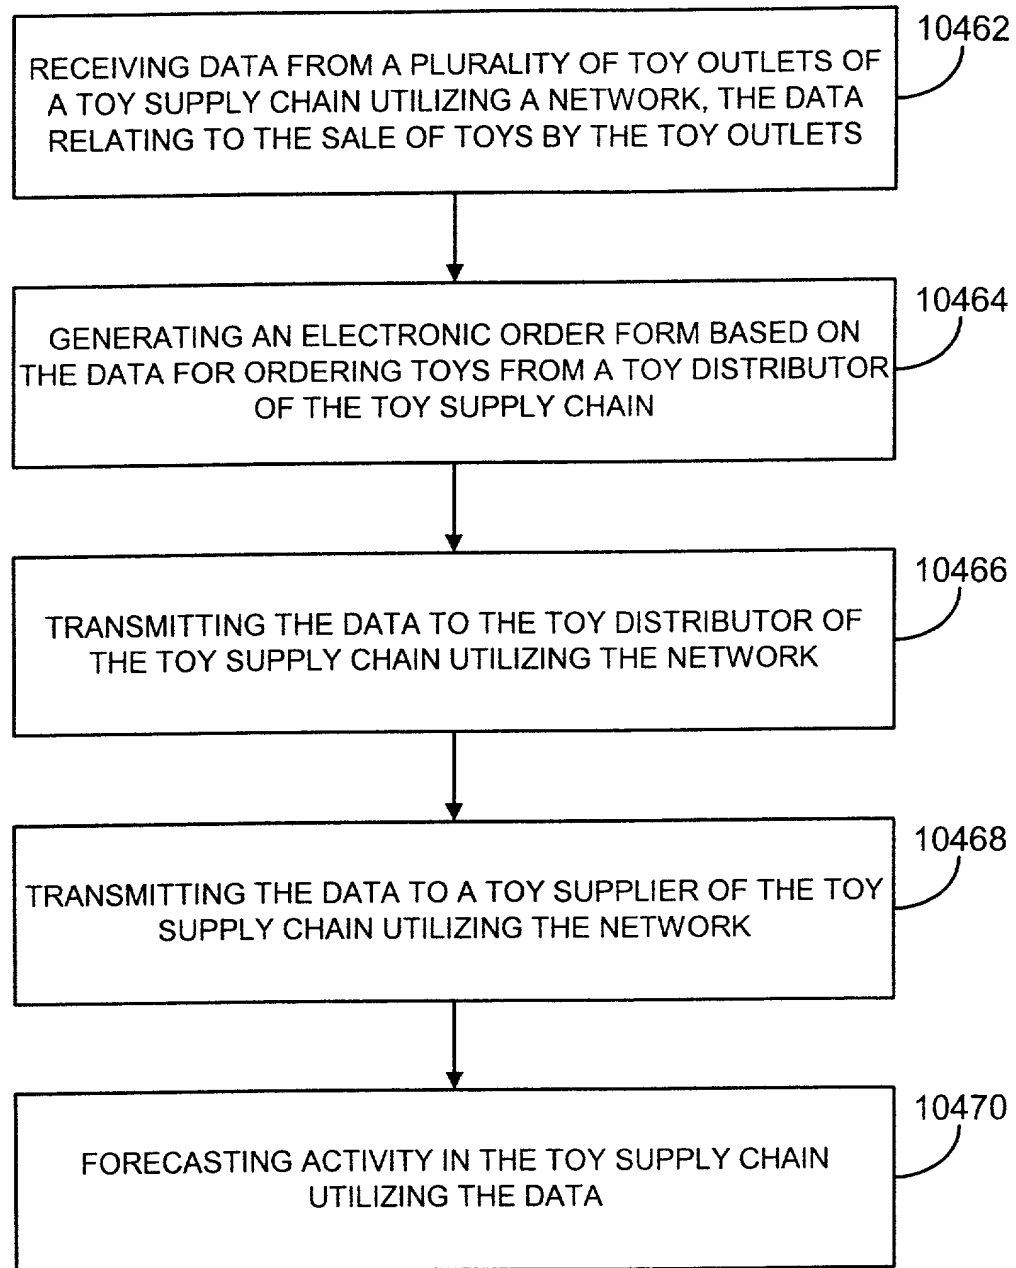 10462
RECEIVING DATA FROM A PLURALITY OF TOY OUTLETS OF
A TOY SUPPLY CHAIN UTILIZING A NETWORK, THE DATA
RELATING TO THE SALE OF TOYS BY THE TOY OUTLETS
10464
GENERATING AN ELECTRONIC ORDER FORM BASED ON
THE DATA FOR ORDERING TOYS FROM A TOY DISTRIBUTOR
OF THE TOY SUPPLY CHAIN
10466
TRANSMITTING THE DATA TO THE TOY DISTRIBUTOR OF
THE TOY SUPPLY CHAIN UTILIZING THE NETWORK
10468
TRANSMITTING THE DATA TO A TOY SUPPLIER OF THE TOY
SUPPLY CHAIN UTILIZING THE NETWORK
10470
FORECASTING ACTIVITY IN THE TOY SUPPLY CHAIN
UTILIZING THE DATA